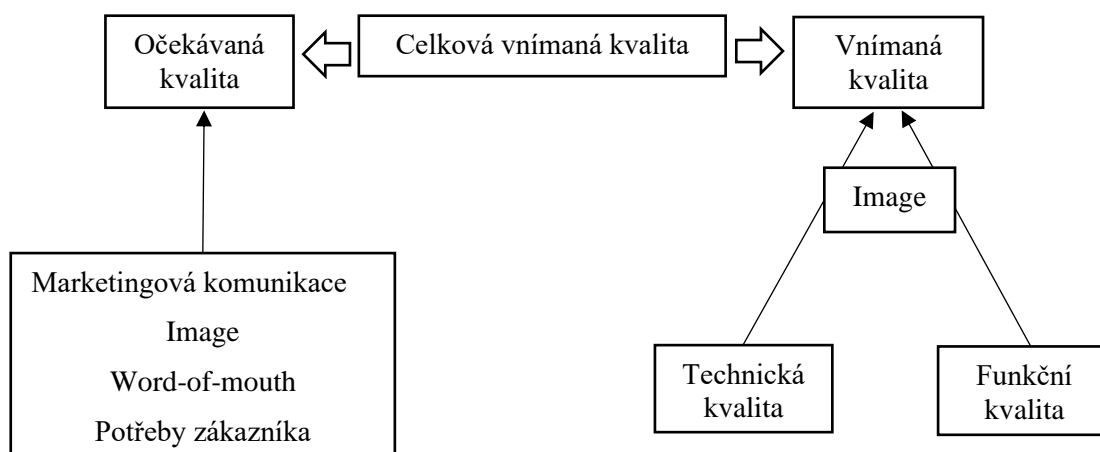 Očekávaná
kvalita
Celková vnímaná kvalita
Vnímaná
kvalita
Image
Marketingová komunikace
Image
Word-of-mouth
Potřeby zákazníka
Technická
kvalita
Funkční
kvalita